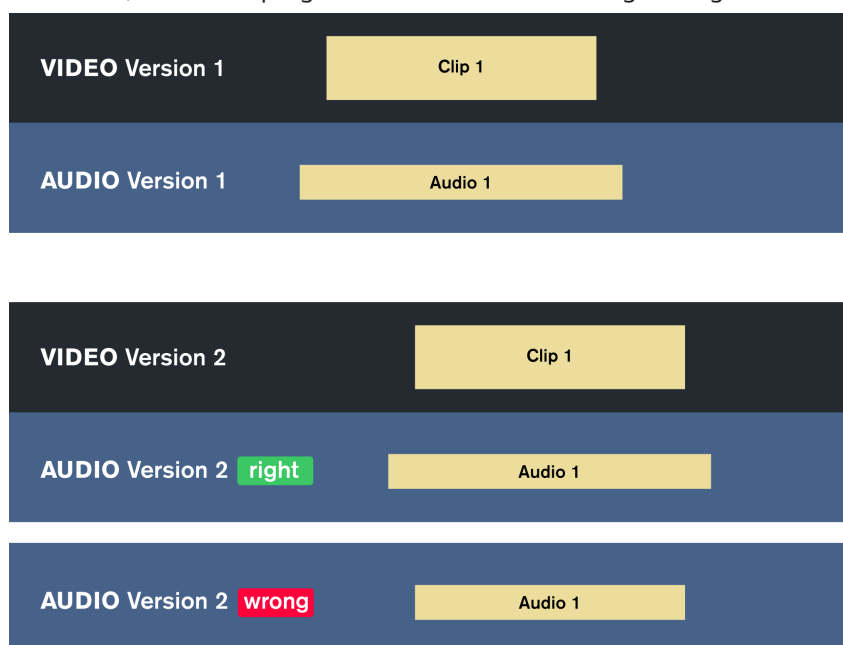 VIDEO Version 1
Clip 1
AUDIO Version 1
Audio 1
VIDEO Version 2
Clip 1
AUDIO Version 2 right
Audio 1
AUDIO Version 2 wrong
Audio 1